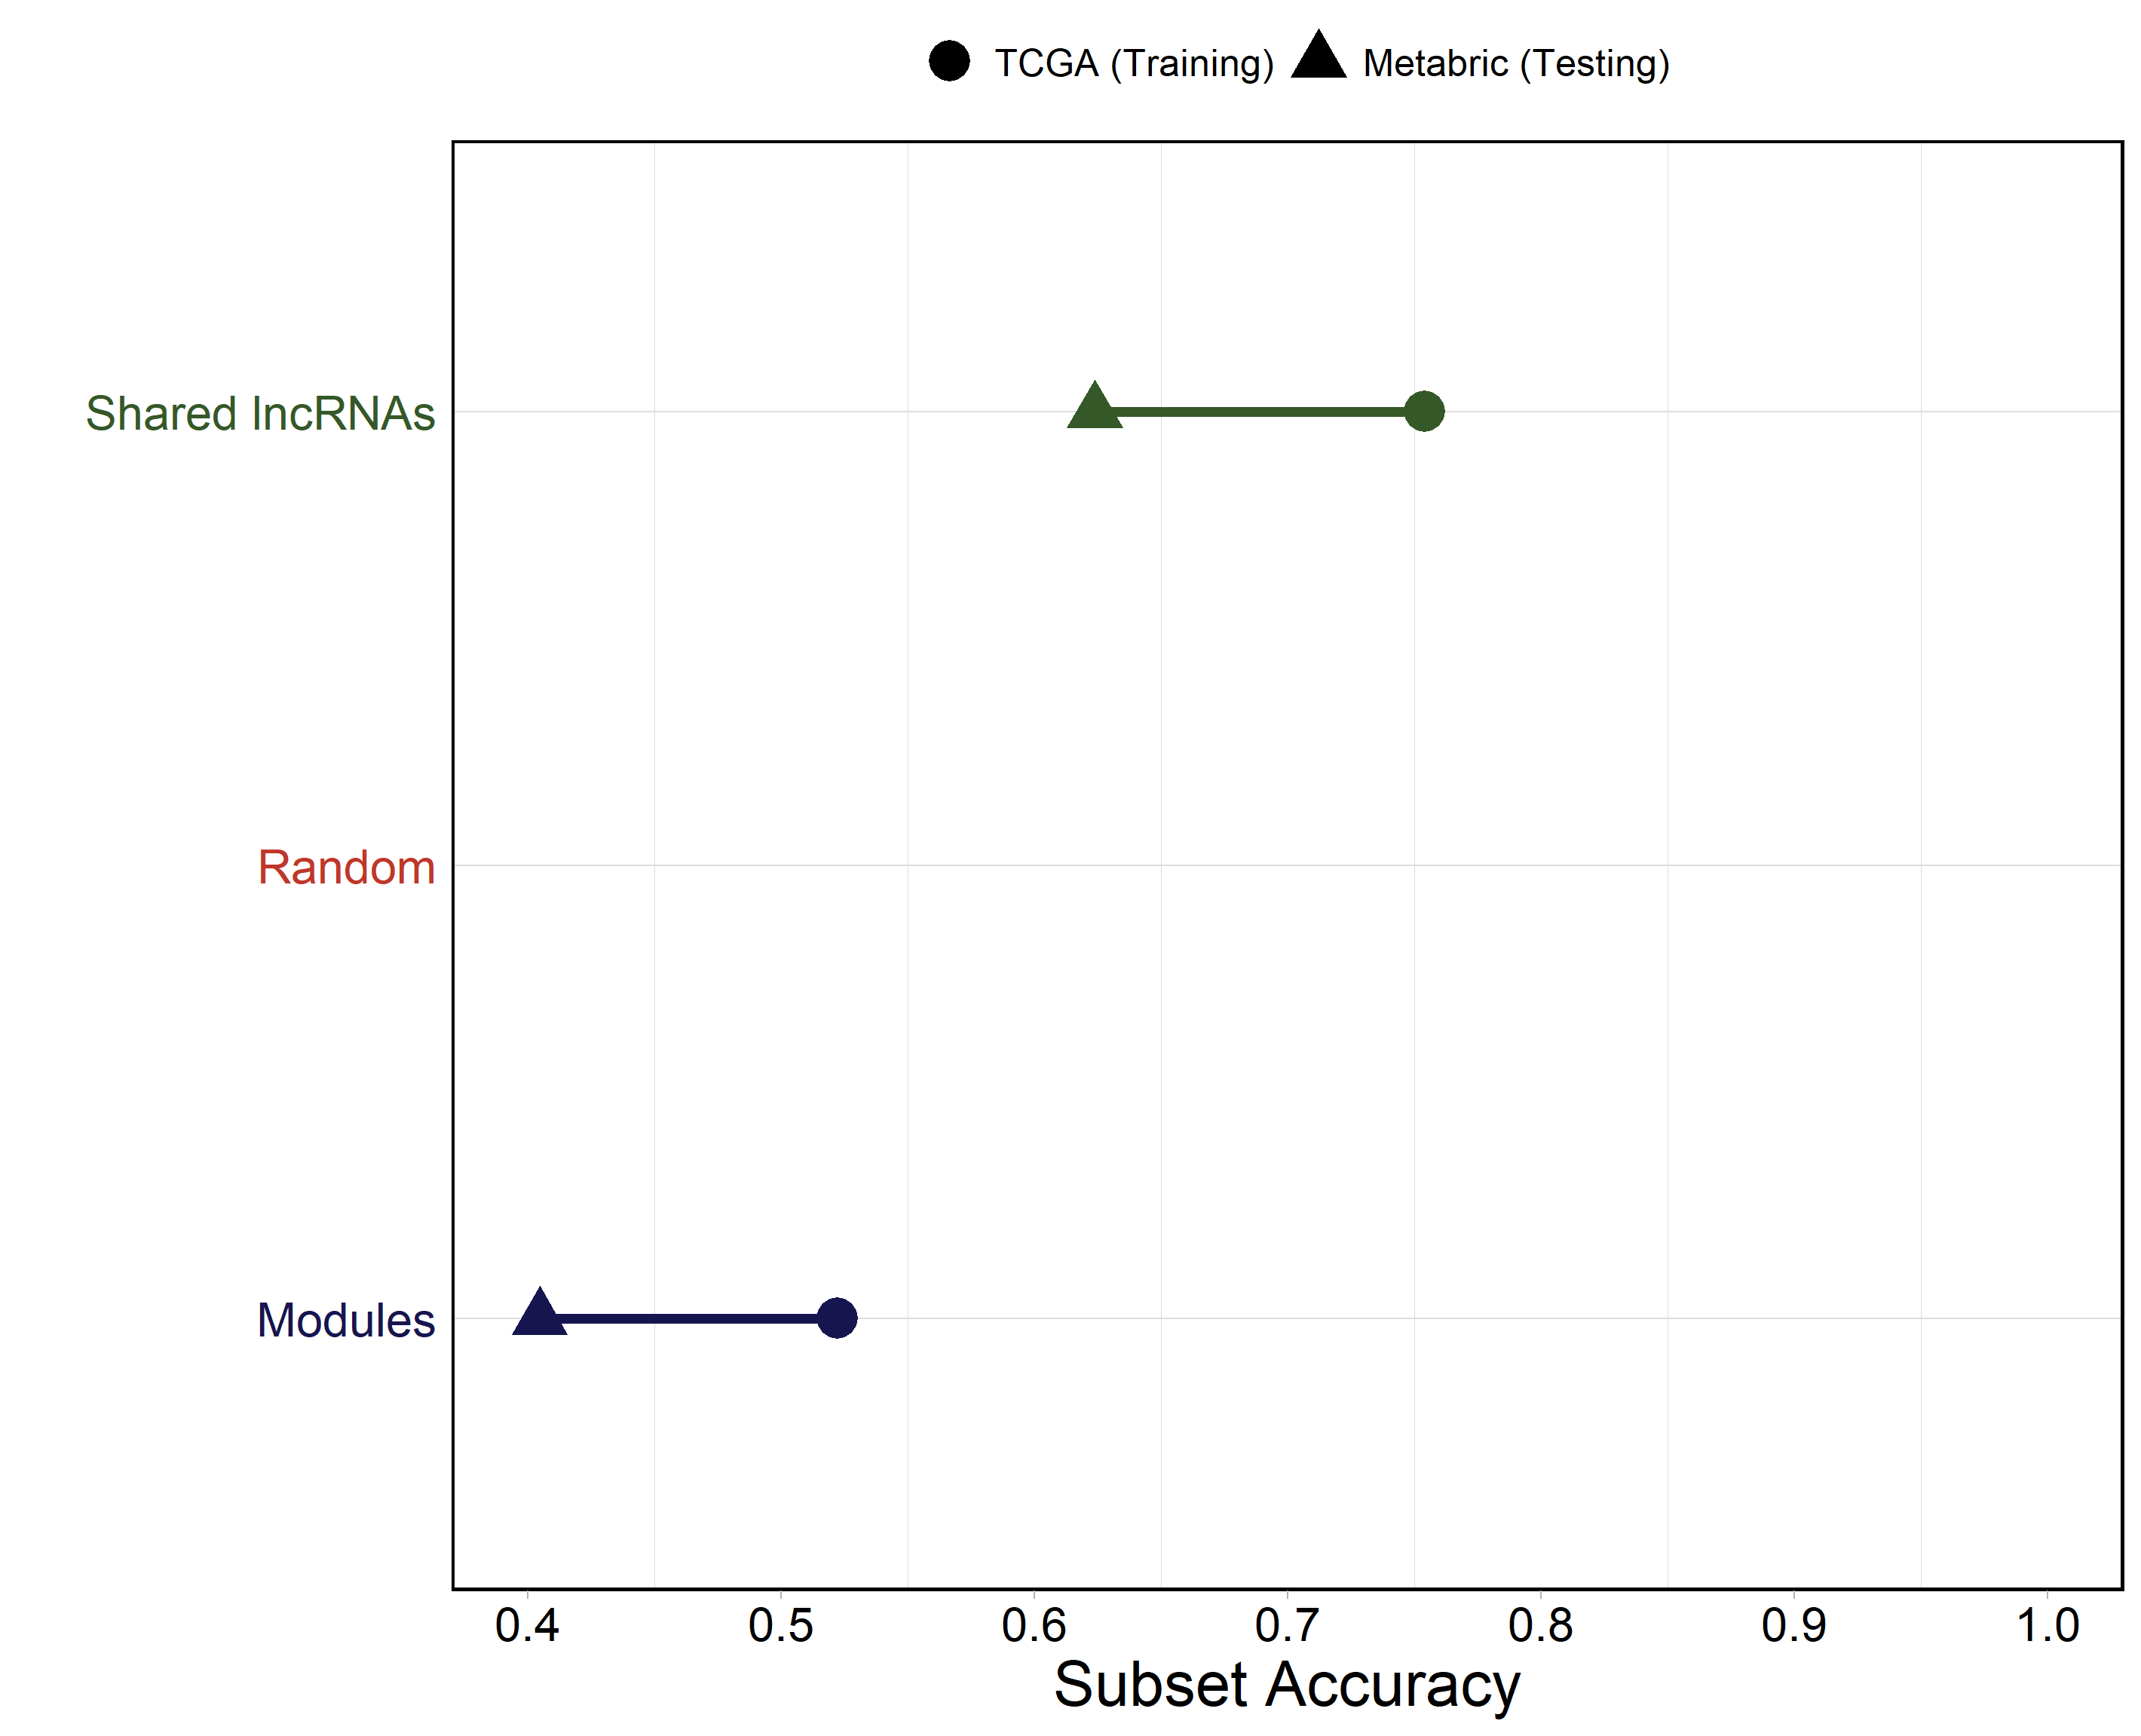 TCGA (Training) Metabric (Testing)
Shared lncRNAs
Random
Modules
0.4 0.5 0.6 0.7 0.8 0.9 1.0
Subset Accuracy